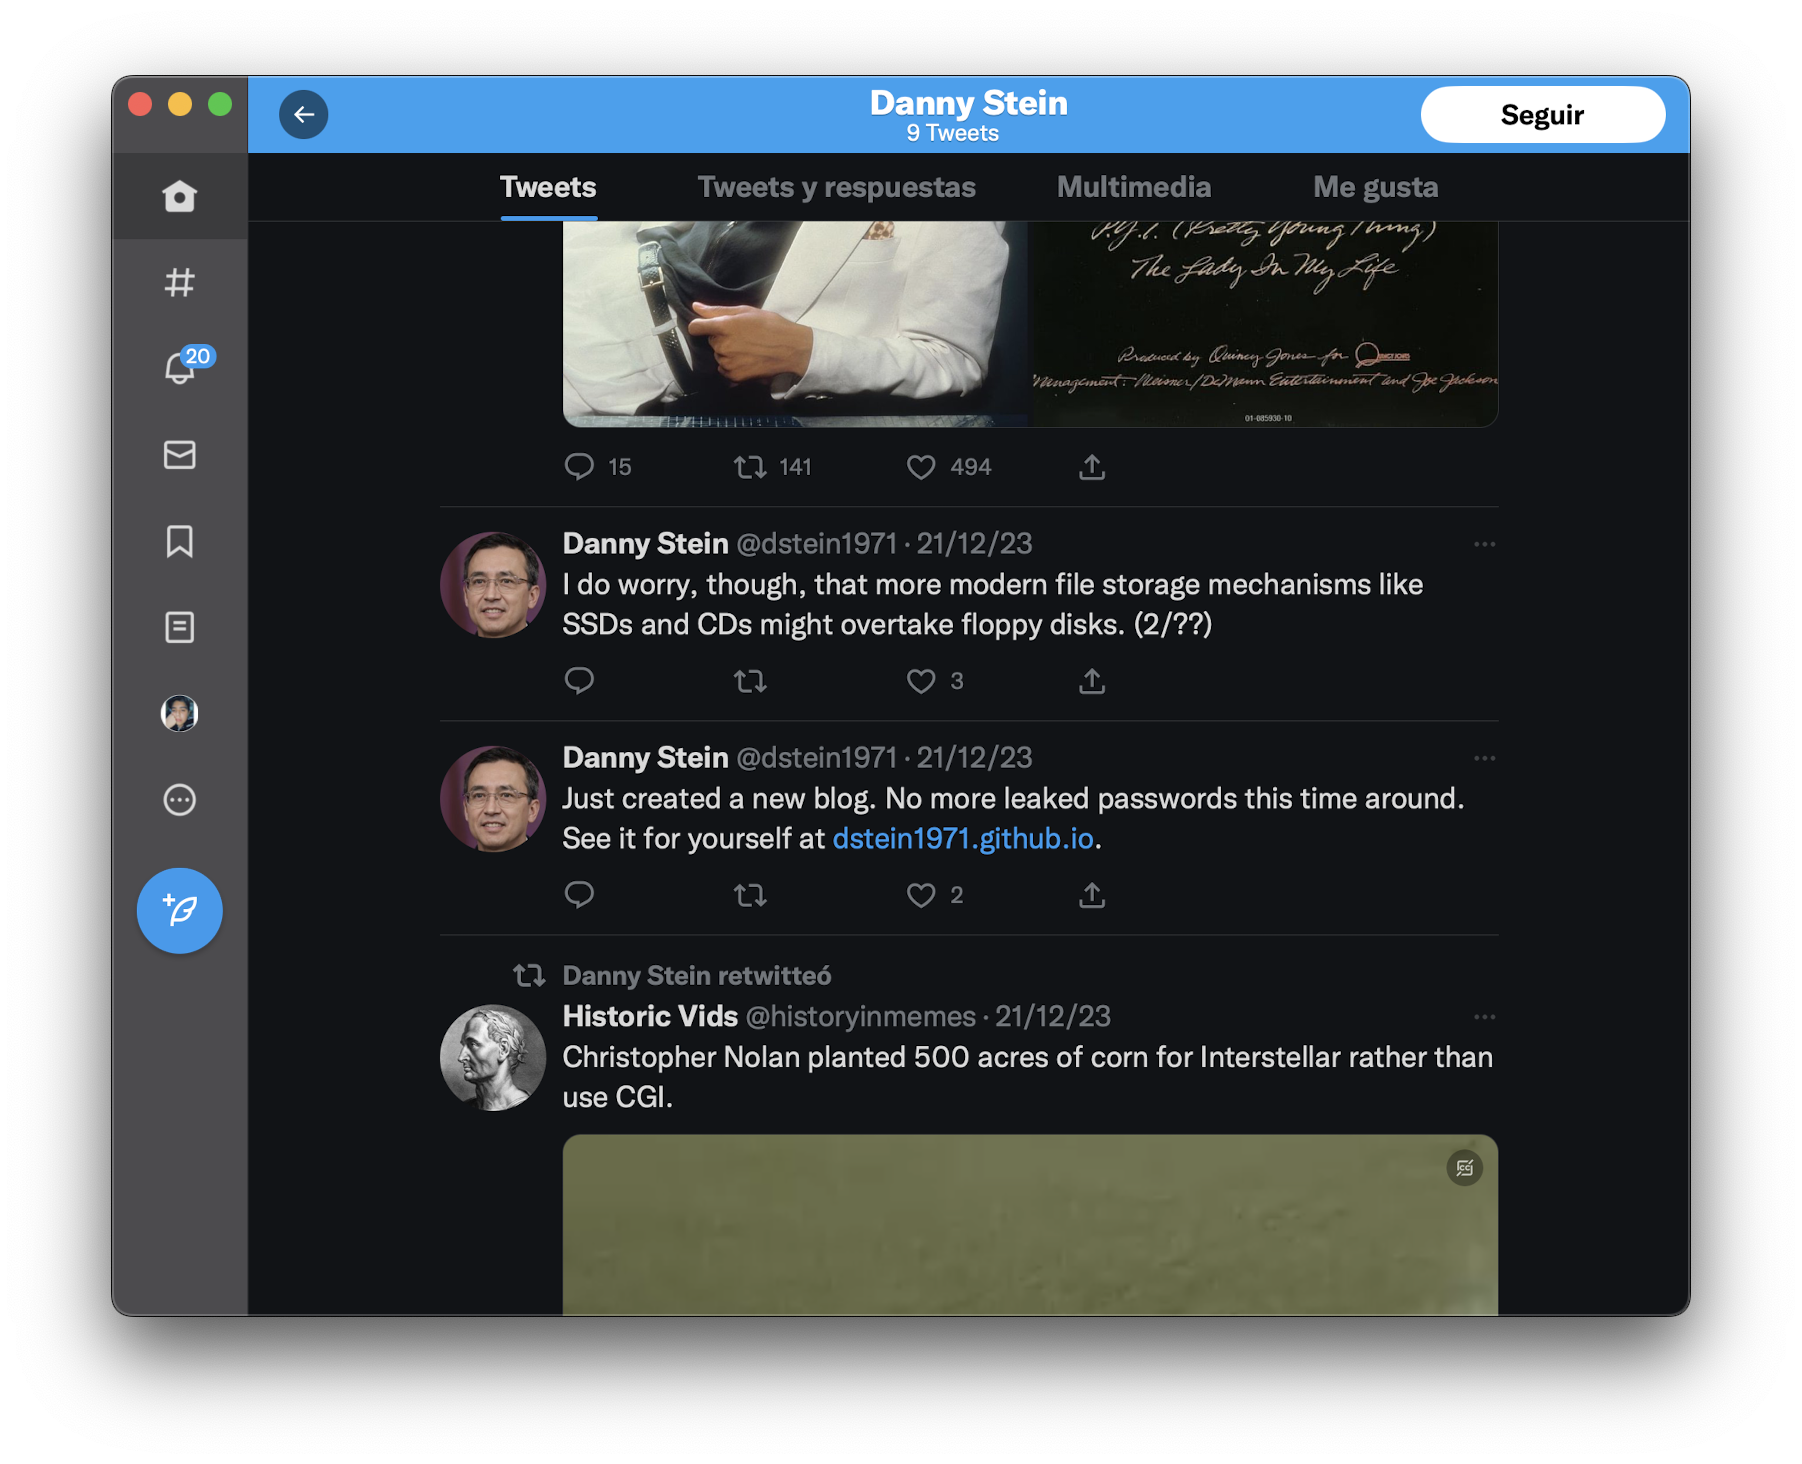 Danny Stein
9 Tweets
Seguir
Tweets
Tweets y respuestas
Multimedia
Me gusta
20
P.Y.T. (Pretty Young Thing)
The Lady In My Life
Produced by Quincy Jones for
Management: Weisner/DeMann Entertainment and Joe Jackson
01-085930-10
15
141
494
Danny Stein @dstein1971 · 21/12/23
I do worry, though, that more modern file storage mechanisms like
SSDs and CDs might overtake floppy disks. (2/??)
3
Danny Stein @dstein1971 · 21/12/23
Just created a new blog. No more leaked passwords this time around.
See it for yourself at dstein1971.github.io.
2
Danny Stein retwitteó
Historic Vids @historyinmemes · 21/12/23
Christopher Nolan planted 500 acres of corn for Interstellar rather than
use CGI.